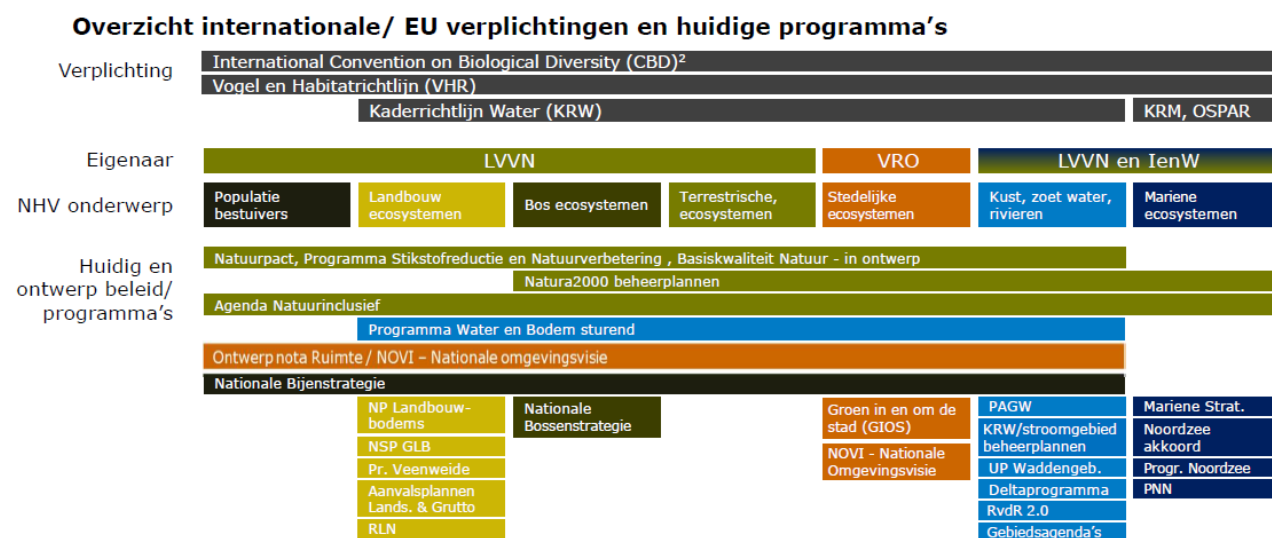 Overzicht internationale/ EU verplichtingen en huidige programma's
Verplichting
International Convention on Biological Diversity (CBD)²
Vogel en Habitatrichtlijn (VHR)
Kaderrichtlijn Water (KRW)
KRM, OSPAR
Eigenaar
LVVN
VRO
LVVN en IenW
NHV onderwerp
Populatie
bestuivers
Landbouw
ecosystemen
Bos ecosystemen
Terrestrische,
ecosystemen
Stedelijke
ecosystemen
Kust, zoet water,
rivieren
Mariene
ecosystemen
Huidig en
ontwerp beleid/
programma's
Natuurpact, Programma Stikstofreductie en Natuurverbetering , Basiskwaliteit Natuur - in ontwerp
Natura2000 beheerplannen
Agenda Natuurinclusief
Programma Water en Bodem sturend
Ontwerp nota Ruimte / NOVI – Nationale omgevingsvisie
Nationale Bijenstrategie
NP Landbouw-
bodems
NSP GLB
Pr. Veenweide
Aanvalsplannen
Lands. & Grutto
RLN
Nationale
Bossenstrategie
Groen in en om de
stad (GIOS)
NOVI - Nationale
Omgevingsvisie
PAGW
KRW/stroomgebied
beheerplannen
UP Waddengeb.
Deltaprogramma
RvdR 2.0
Gebiedsagenda's
Mariene Strat.
Noordzee
akkoord
Progr. Noordzee
PNN